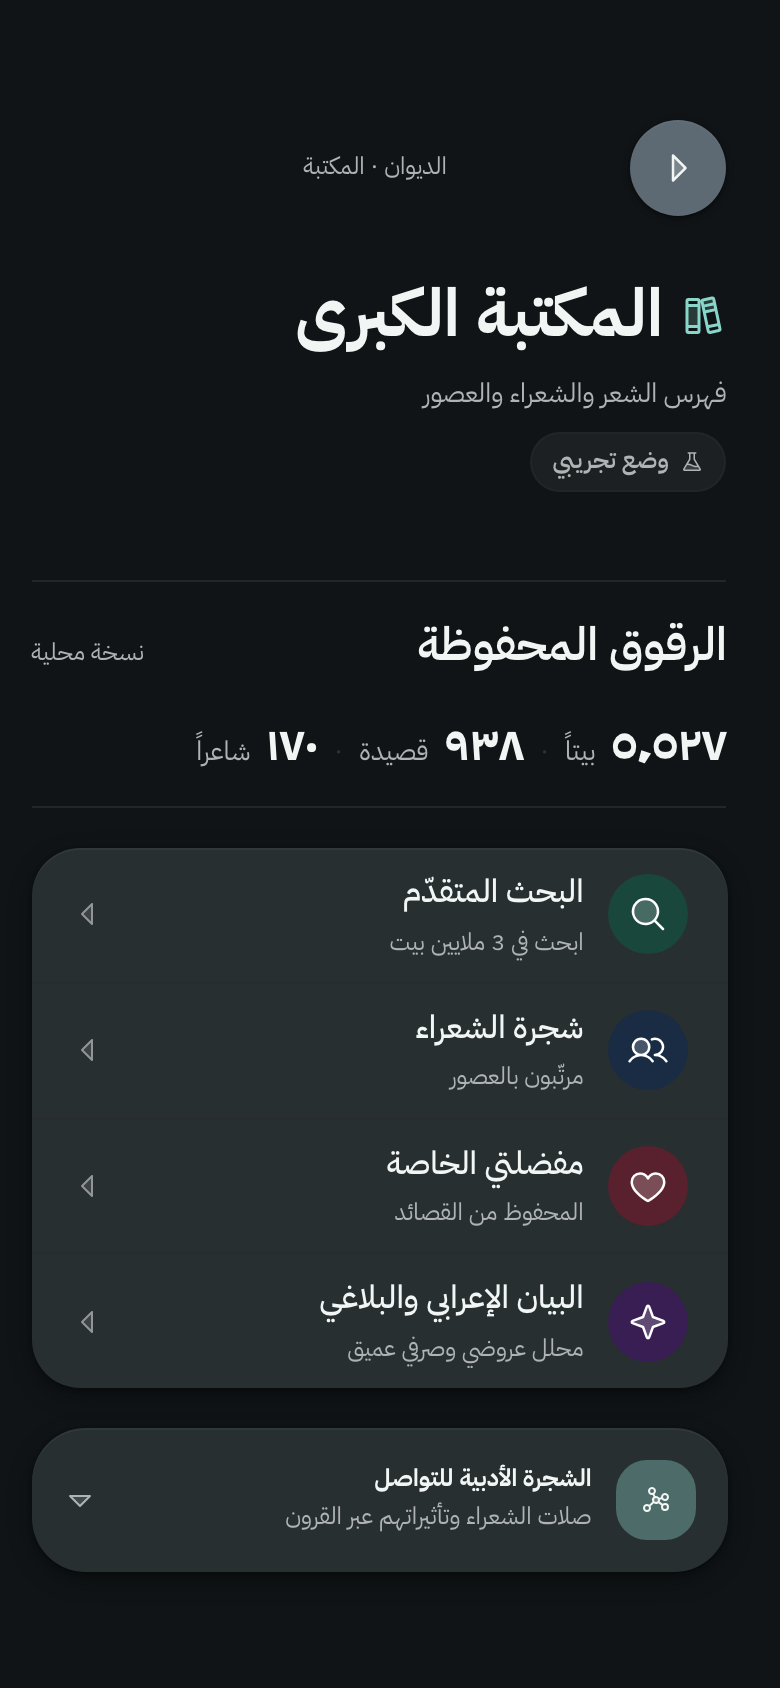 الديوان · المكتبة
المكتبة الكبرى
فهرس الشعر والشعراء والعصور
وضع تجريبي
الرقوق المحفوظة
نسخة محلية
٥,٥٢٧ بيتاً · ٩٣٨ قصيدة · ١٧٠ شاعراً
البحث المتقدّم
ابحث في 3 ملايين بيت
شجرة الشعراء
مرتّبون بالعصور
مفضلتي الخاصة
المحفوظ من القصائد
البيان الإعرابي والبلاغي
محلل عروضي وصرفي عميق
الشجرة الأدبية للتواصل
صلات الشعراء وتأثيراتهم عبر القرون